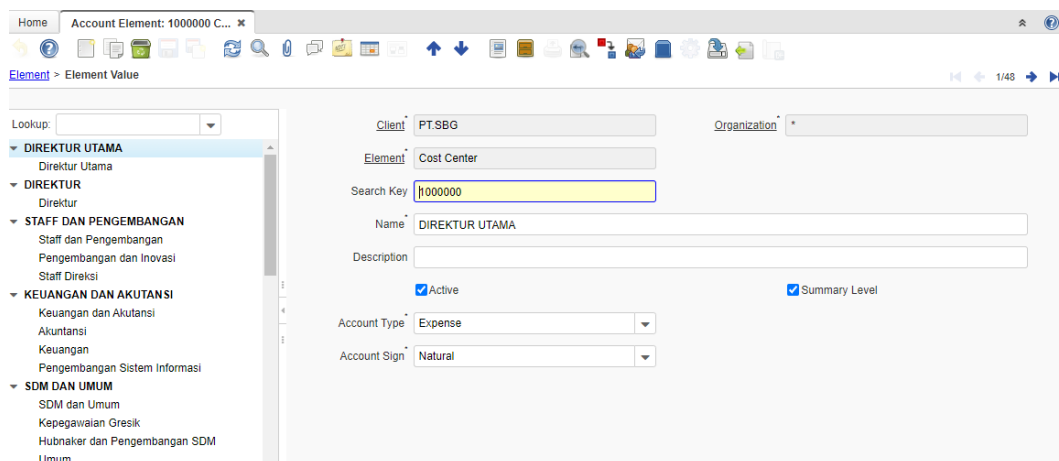 Home
Account Element: 1000000 C...
Element > Element Value
1/48
Lookup:
DIREKTUR UTAMA
Direktur Utama
DIREKTUR
Direktur
STAFF DAN PENGEMBANGAN
Staff dan Pengembangan
Pengembangan dan Inovasi
Staff Direksi
KEUANGAN DAN AKUTANSI
Keuangan dan Akutansi
Akuntansi
Keuangan
Pengembangan Sistem Informasi
SDM DAN UMUM
SDM dan Umum
Kepegawaian Gresik
Hubnaker dan Pengembangan SDM
Umum
Client* PT.SBG
Organization* *
Element* Cost Center
Search Key* 1000000
Name* DIREKTUR UTAMA
Description
Active
Summary Level
Account Type* Expense
Account Sign* Natural